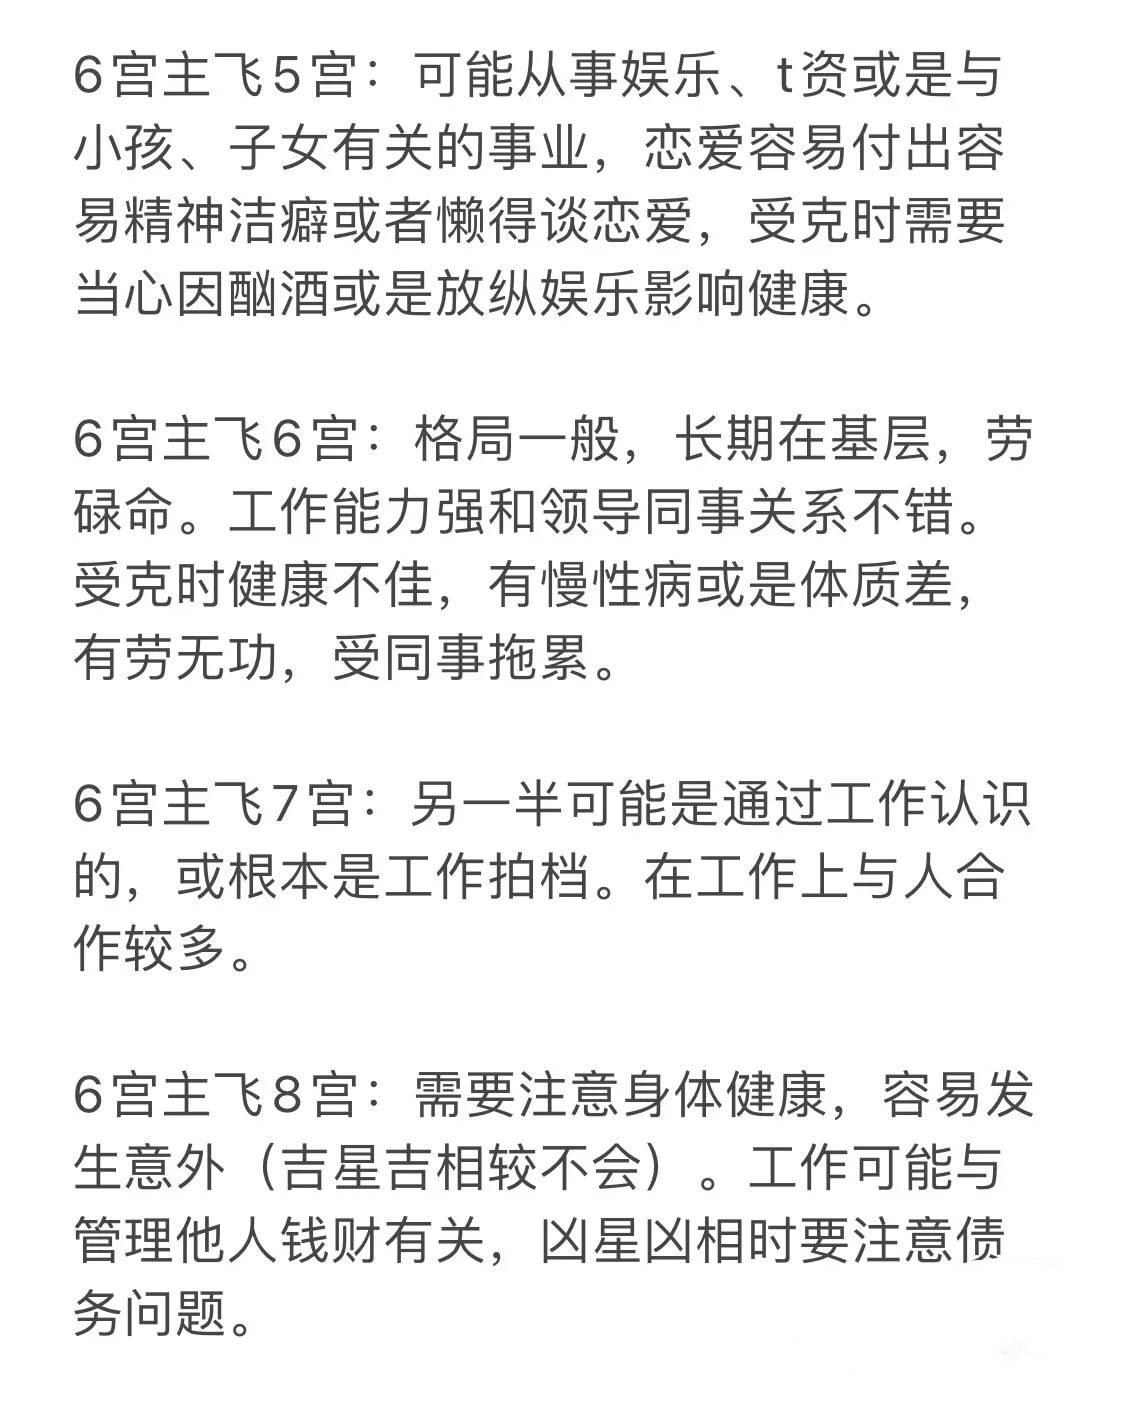 6宫主飞5宫：可能从事娱乐、t资或是与
小孩、子女有关的事业，恋爱容易付出容
易精神洁癖或者懒得谈恋爱，受克时需要
当心因酗酒或是放纵娱乐影响健康。
6宫主飞6宫：格局一般，长期在基层，劳
碌命。工作能力强和领导同事关系不错。
受克时健康不佳，有慢性病或是体质差，
有劳无功，受同事拖累。
6宫主飞7宫：另一半可能是通过工作认识
的，或根本是工作拍档。在工作上与人合
作较多。
6宫主飞8宫：需要注意身体健康，容易发
生意外（吉星吉相较不会）。工作可能与
管理他人钱财有关，凶星凶相时要注意债
务问题。